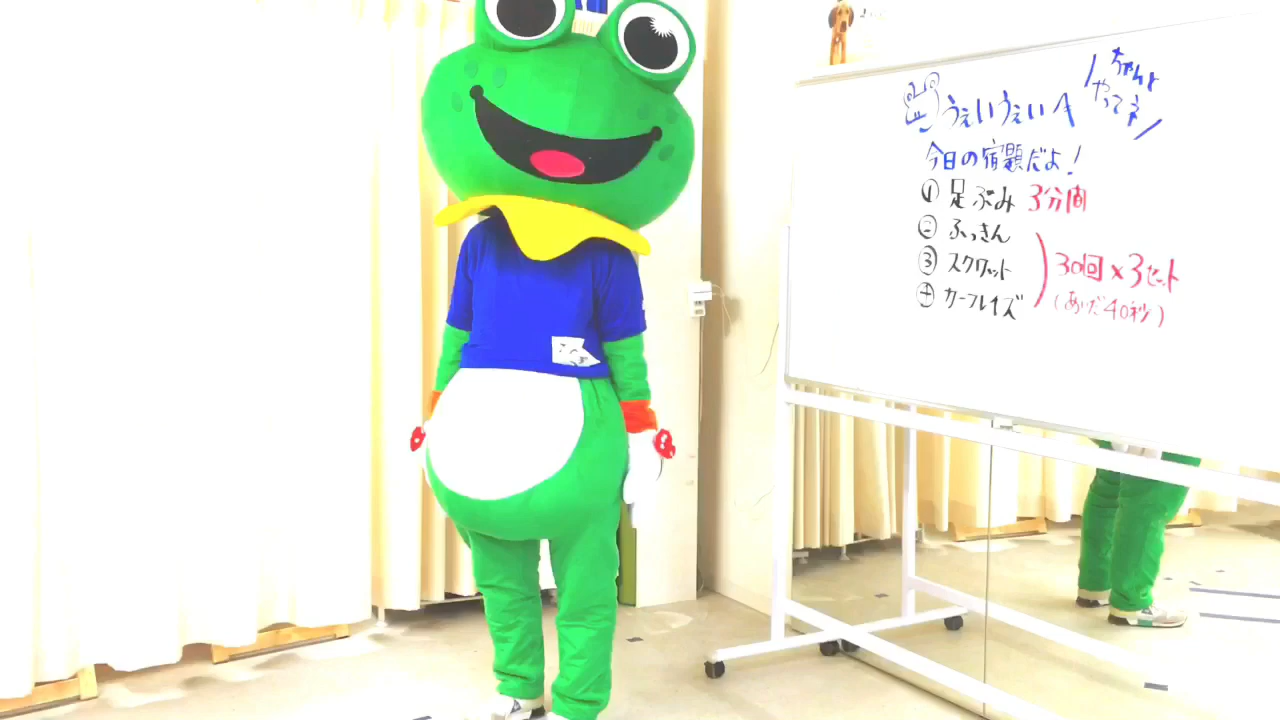 うぇいうぇい
ちゃんと
やってネ
今日の宿題だよ!
① 足ぶみ 3分間
② ふっきん
③ スクワット
④ カーフレイズ
30回×3セット
(あいだ40秒)